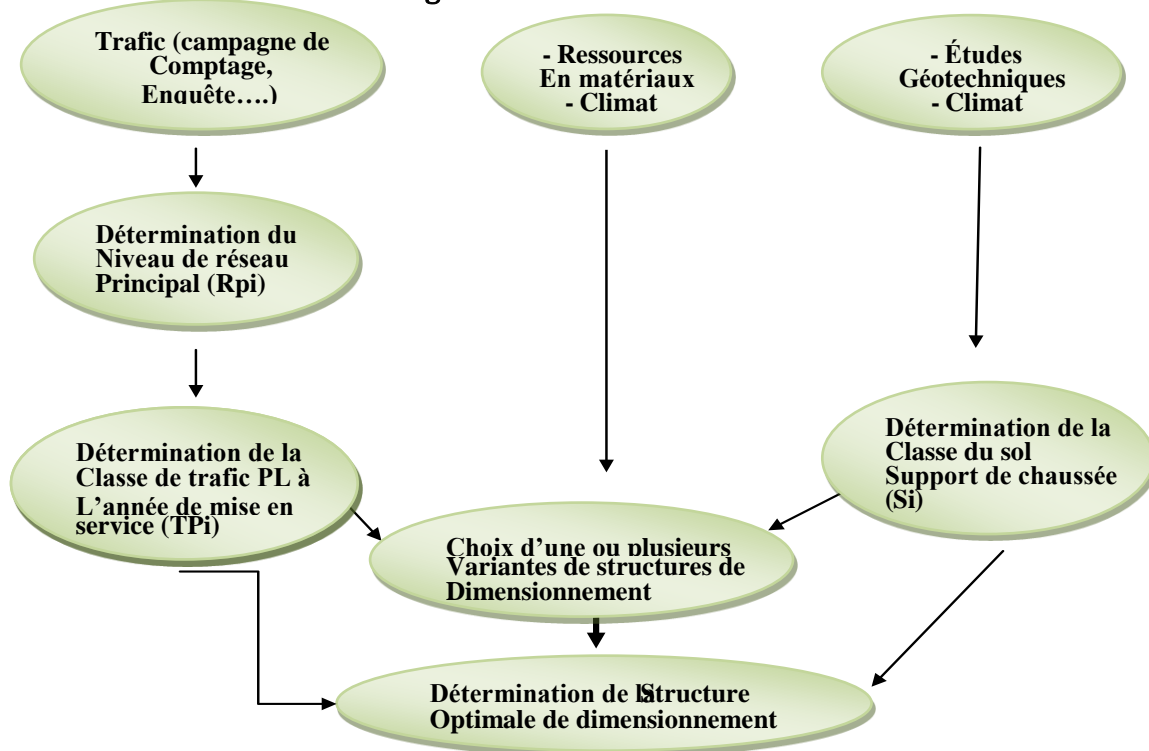 Trafic (campagne de
Comptage,
Enquête….)
- Ressources
En matériaux
- Climat
- Études
Géotechniques
- Climat
Détermination du
Niveau de réseau
Principal (Rpi)
Détermination de la
Classe de trafic PL à
L’année de mise en
service (TPi)
Détermination de la
Classe du sol
Support de chaussée
(Si)
Choix d’une ou plusieurs
Variantes de structures de
Dimensionnement
Détermination de la Structure
Optimale de dimensionnement